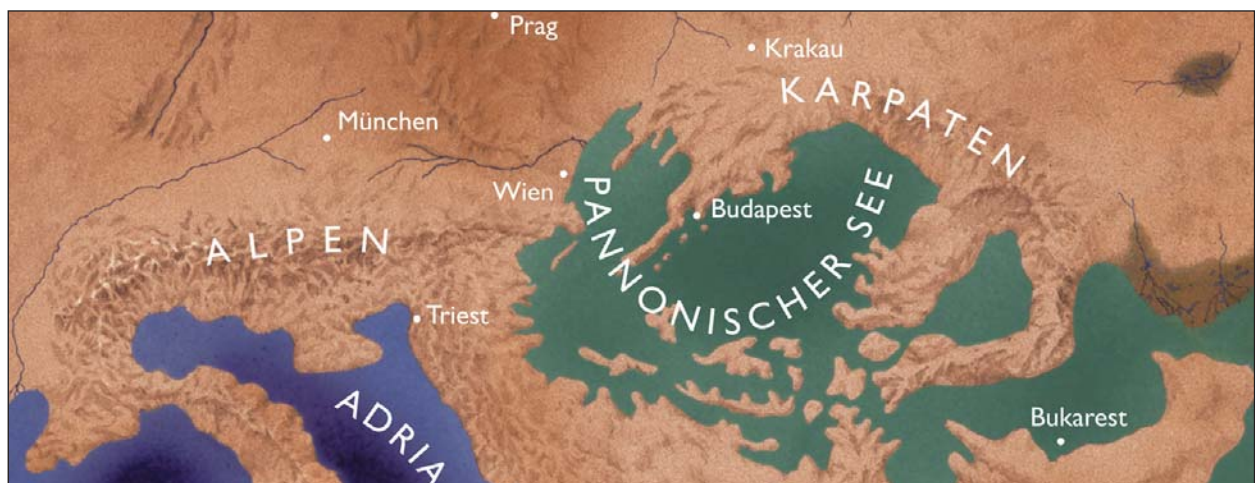 Prag
Krakau
KARPATEN
München
Wien
PANNONISCHER SEE
Budapest
ALPEN
Triest
ADRIA
Bukarest